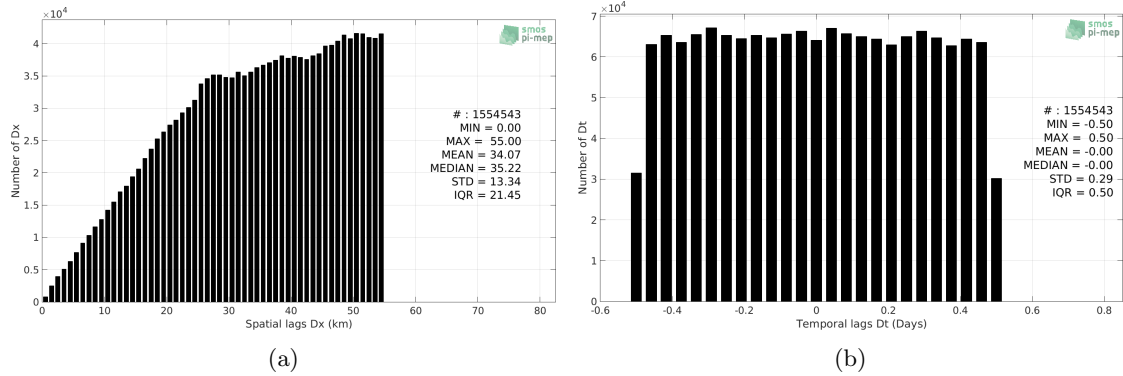 ×10⁴
4
3.5
3
2.5
2
1.5
1
0.5
0
Number of Dx
0 10 20 30 40 50 60 70 80
Spatial lags Dx (km)
smos
pi-mep
# : 1554543
MIN = 0.00
MAX = 55.00
MEAN = 34.07
MEDIAN = 35.22
STD = 13.34
IQR = 21.45
(a)
×10⁴
7
6
5
4
3
2
1
0
Number of Dt
-0.6 -0.4 -0.2 0 0.2 0.4 0.6 0.8
Temporal lags Dt (Days)
smos
pi-mep
# : 1554543
MIN = -0.50
MAX = 0.50
MEAN = -0.00
MEDIAN = -0.00
STD = 0.29
IQR = 0.50
(b)